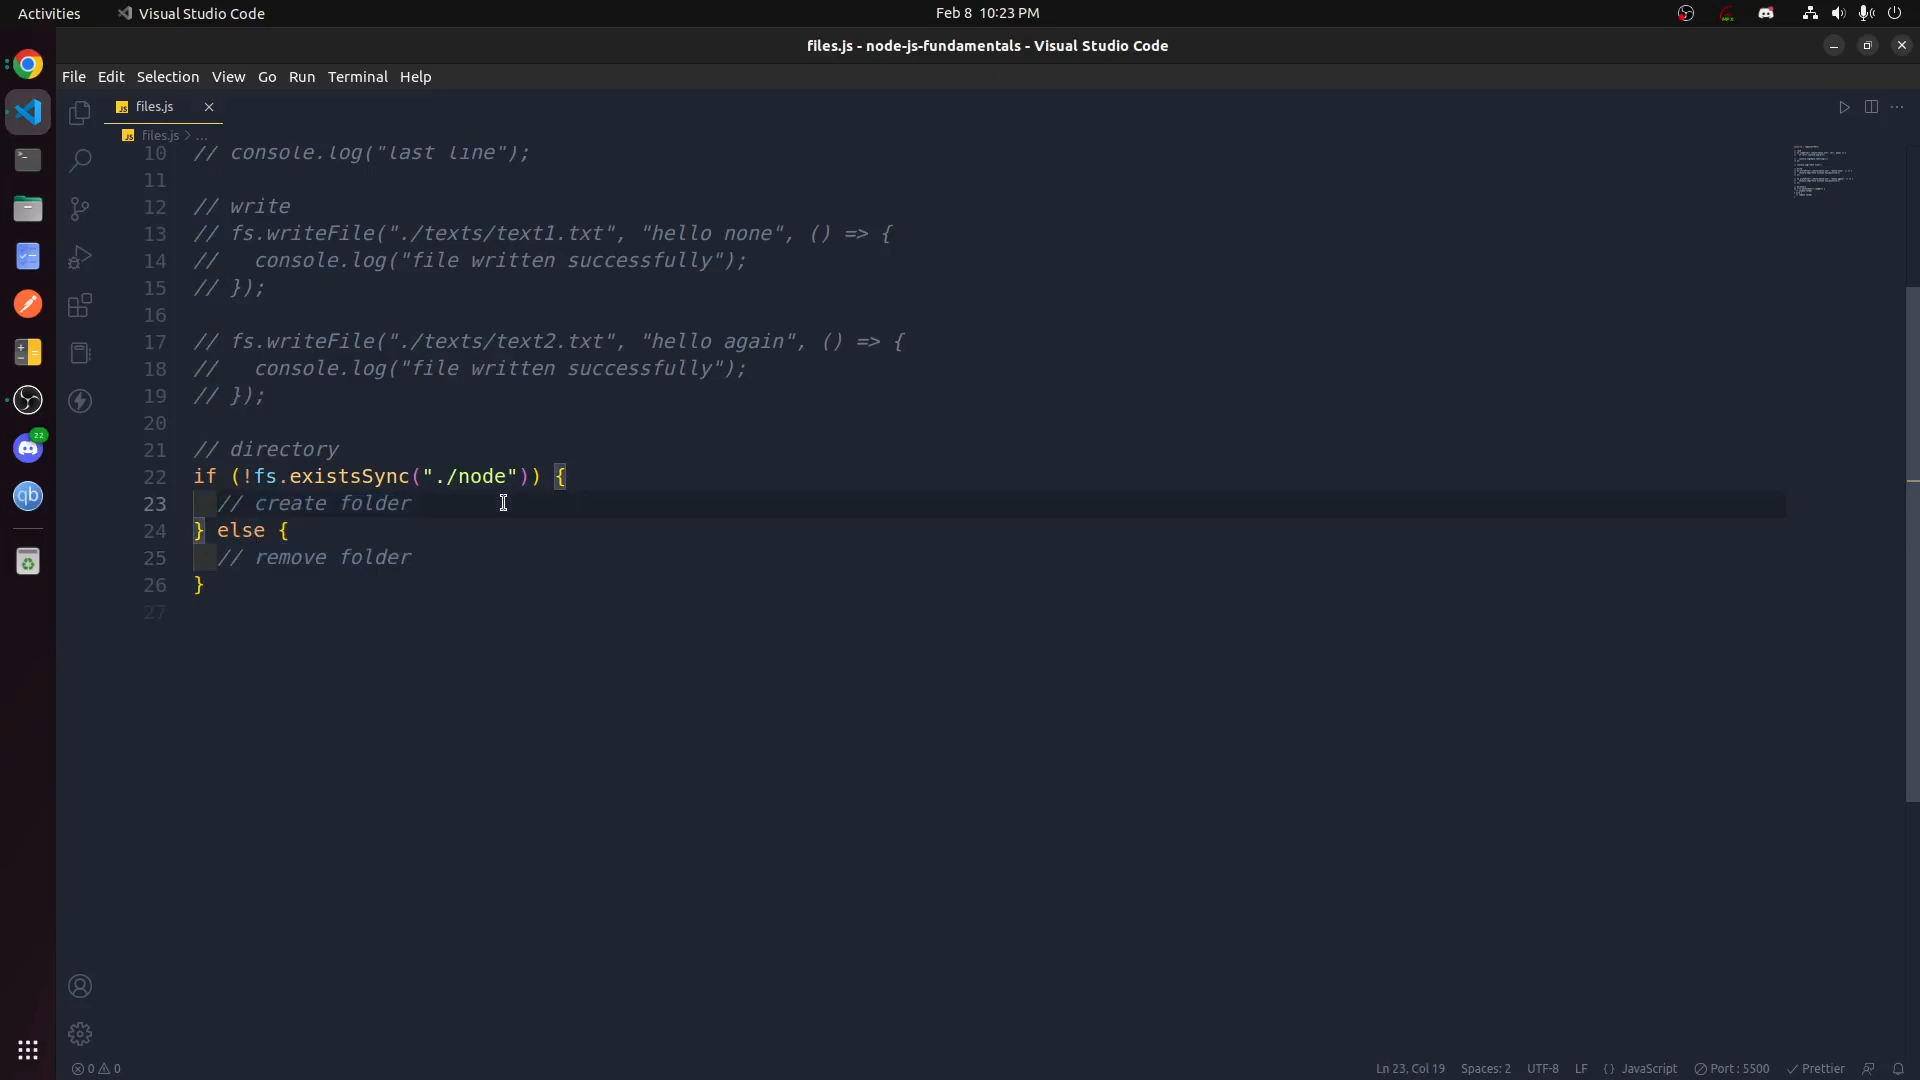 Activities
Visual Studio Code
Feb 8 10:23 PM
files.js - node-js-fundamentals - Visual Studio Code
File Edit Selection View Go Run Terminal Help
JS files.js
JS files.js > ...
10 // console.log("last line");
11
12 // write
13 // fs.writeFile("./texts/text1.txt", "hello none", () => {
14 //   console.log("file written successfully");
15 // });
16
17 // fs.writeFile("./texts/text2.txt", "hello again", () => {
18 //   console.log("file written successfully");
19 // });
20
21 // directory
22 if (!fs.existsSync("./node")) {
23   // create folder
24 } else {
25   // remove folder
26 }
27
22
qb
0 0
Ln 23, Col 19 Spaces: 2 UTF-8 LF {} JavaScript Port : 5500 Prettier